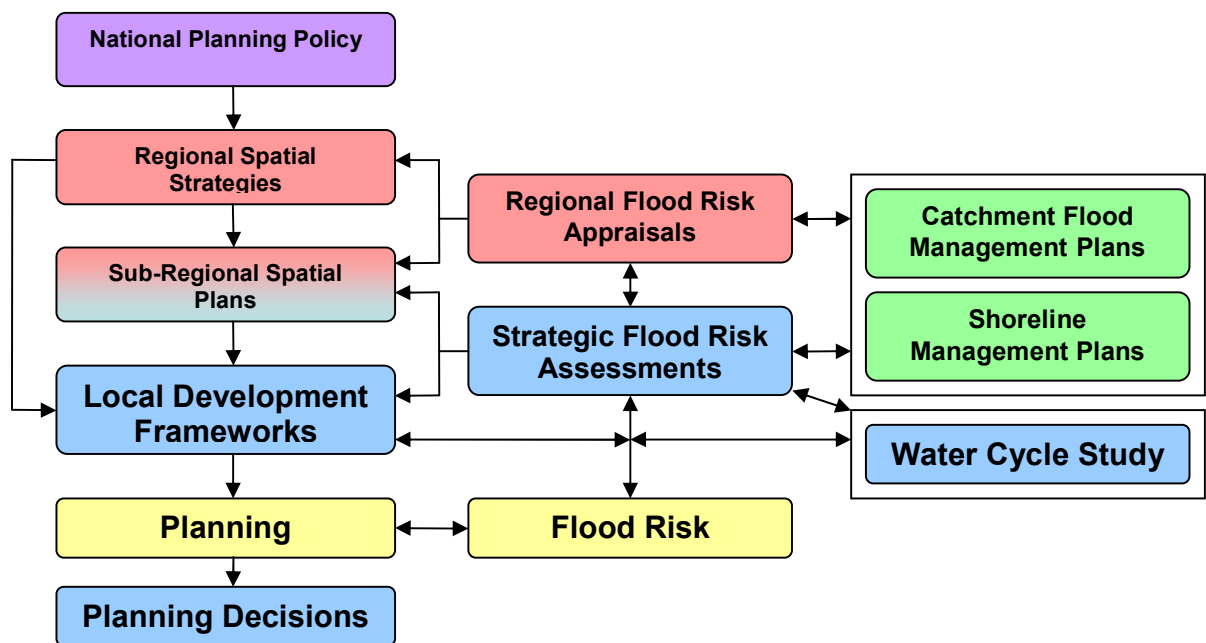 National Planning Policy
Regional Spatial
Strategies
Sub-Regional Spatial
Plans
Local Development
Frameworks
Planning
Planning Decisions
Regional Flood Risk
Appraisals
Strategic Flood Risk
Assessments
Flood Risk
Catchment Flood
Management Plans
Shoreline
Management Plans
Water Cycle Study